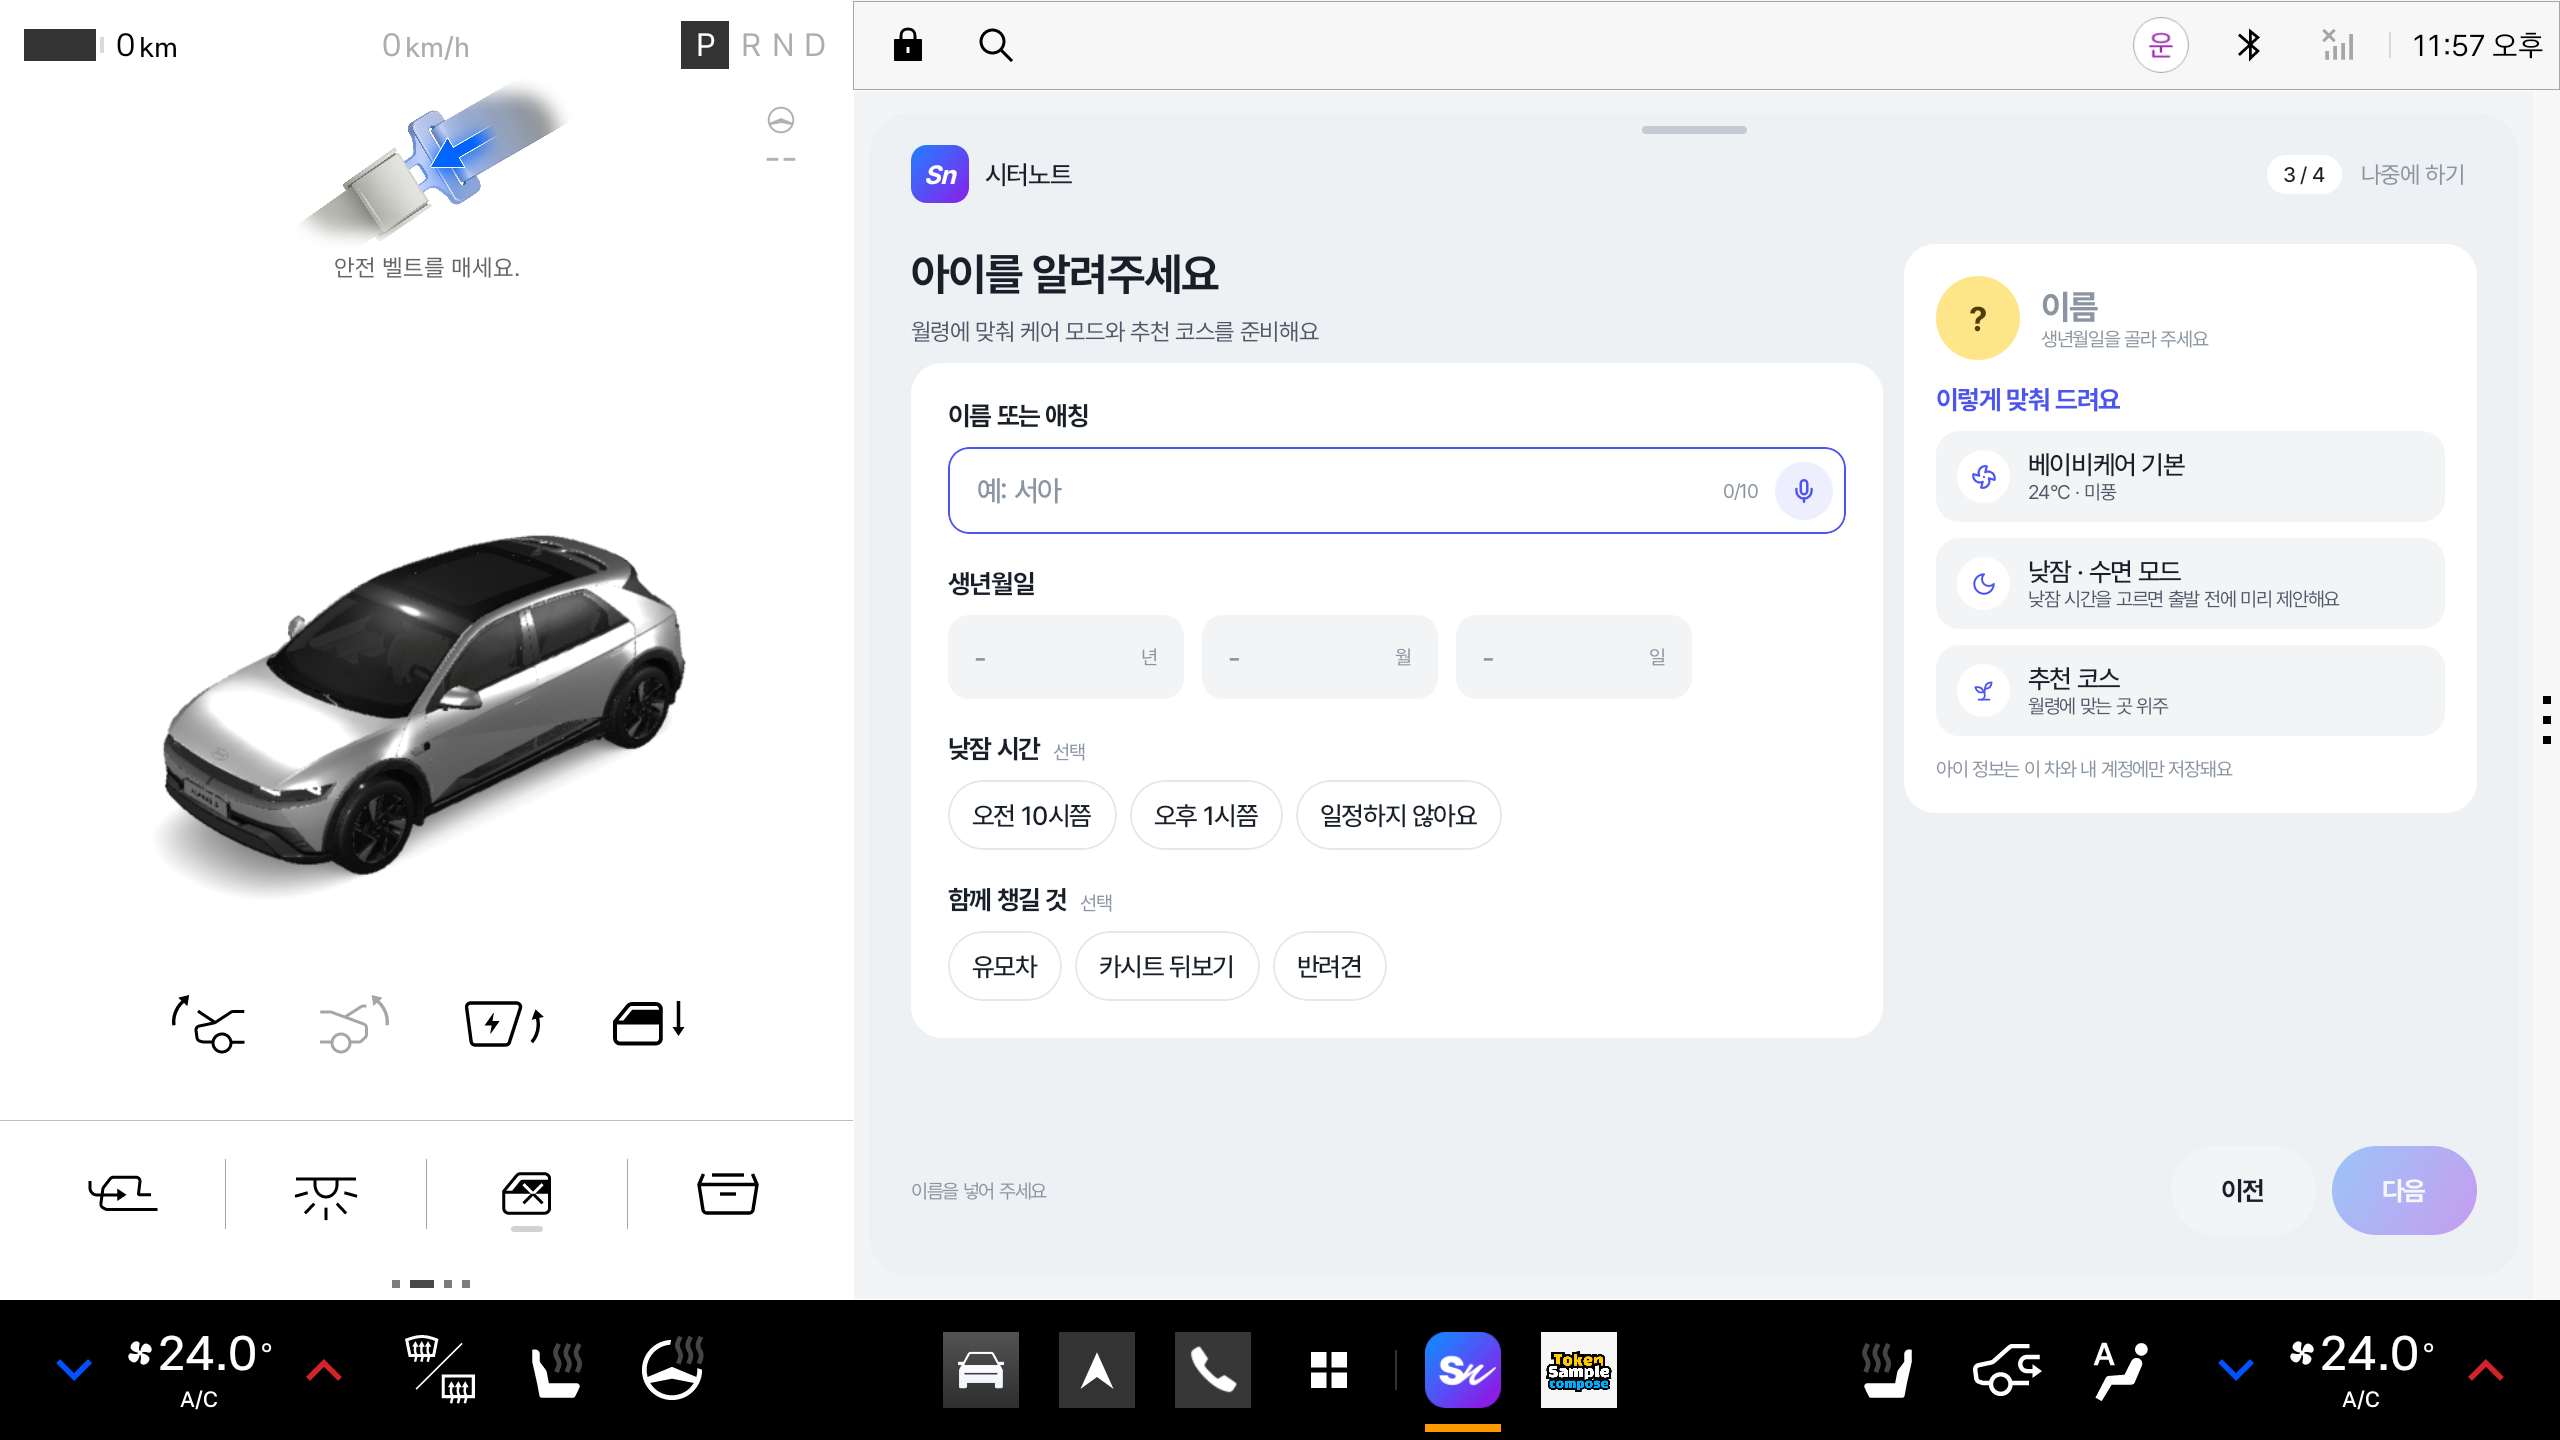 0 km
0 km/h
P R N D
안전 벨트를 매세요.
운
11:57 오후
Sn
시터노트
3 / 4
나중에 하기
아이를 알려주세요
월령에 맞춰 케어 모드와 추천 코스를 준비해요
이름 또는 애칭
예: 서아
0/10
생년월일
- 년
- 월
- 일
낮잠 시간 선택
오전 10시쯤
오후 1시쯤
일정하지 않아요
함께 챙길 것 선택
유모차
카시트 뒤보기
반려견
?
이름
생년월일을 골라 주세요
이렇게 맞춰 드려요
베이비케어 기본
24°C · 미풍
낮잠 · 수면 모드
낮잠 시간을 고르면 출발 전에 미리 제안해요
추천 코스
월령에 맞는 곳 위주
아이 정보는 이 차와 내 계정에만 저장돼요
이름을 넣어 주세요
이전
다음
24.0°
A/C
Sn
Token
Sample
compose
A
24.0°
A/C